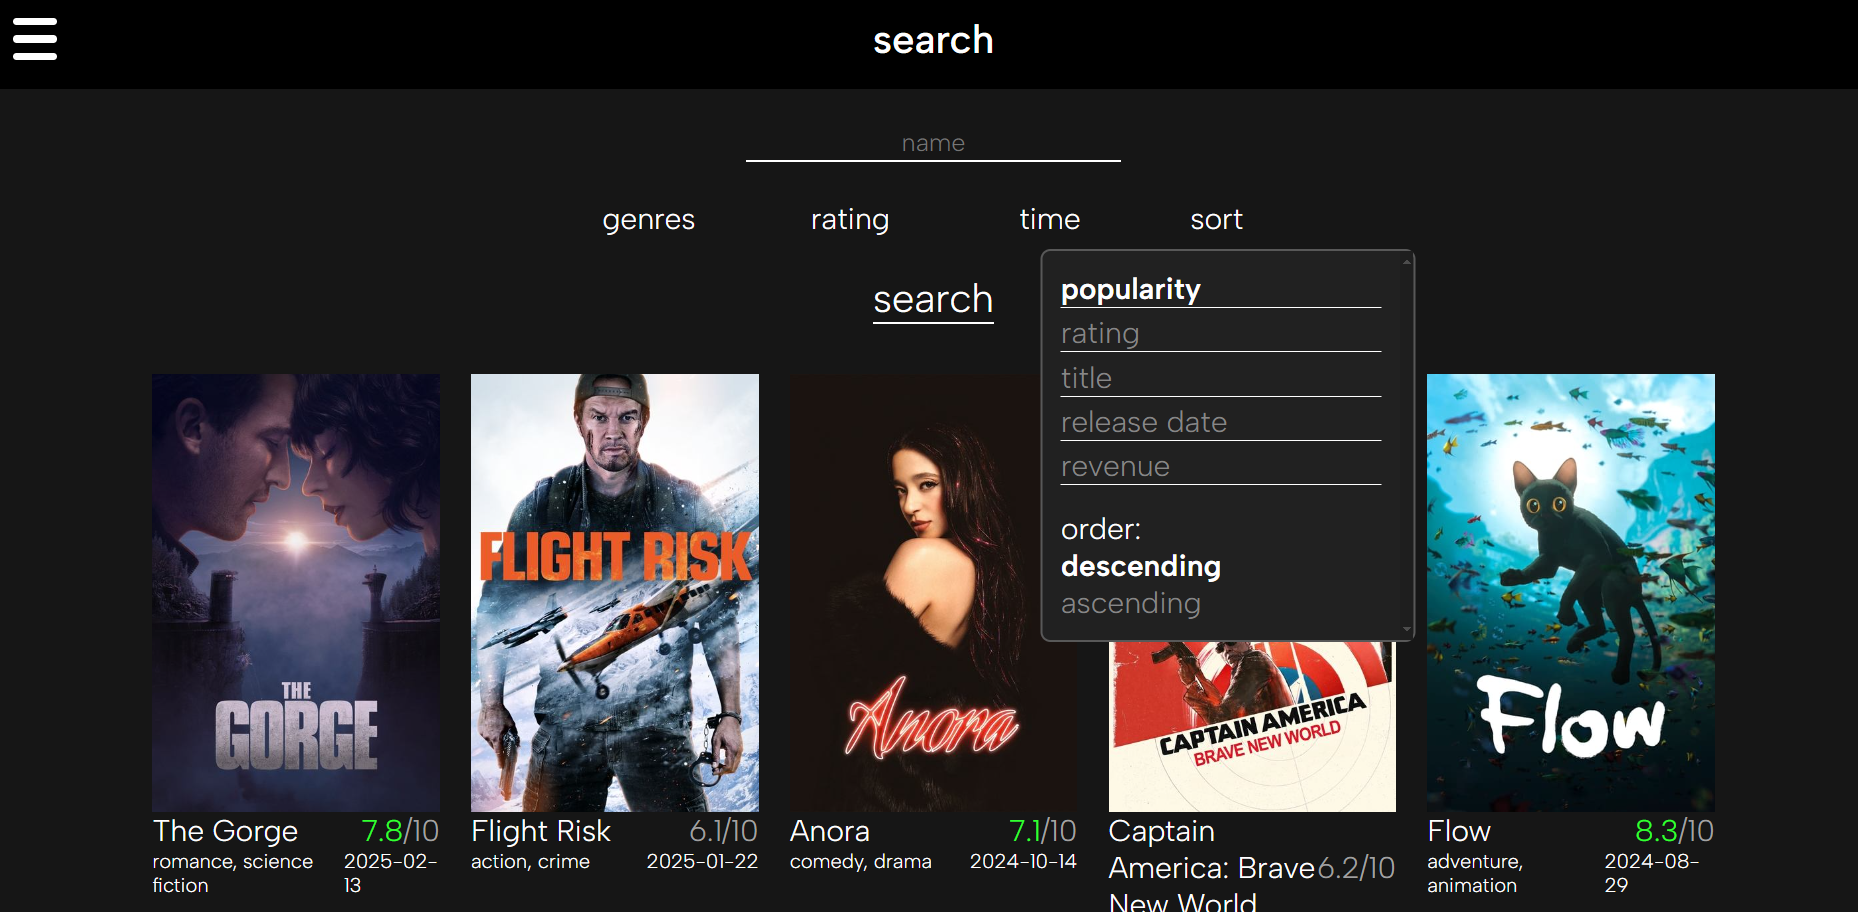 search
name
genres rating time sort
search
popularity
rating
title
release date
revenue
order:
descending
ascending
THE
GORGE
FLIGHT RISK
Anora
CAPTAIN AMERICA
BRAVE NEW WORLD
Flow
The Gorge 7.8/10
romance, science fiction 2025-02-13
Flight Risk 6.1/10
action, crime 2025-01-22
Anora 7.1/10
comedy, drama 2024-10-14
Captain
America: Brave 6.2/10
New World
Flow 8.3/10
adventure, animation 2024-08-29